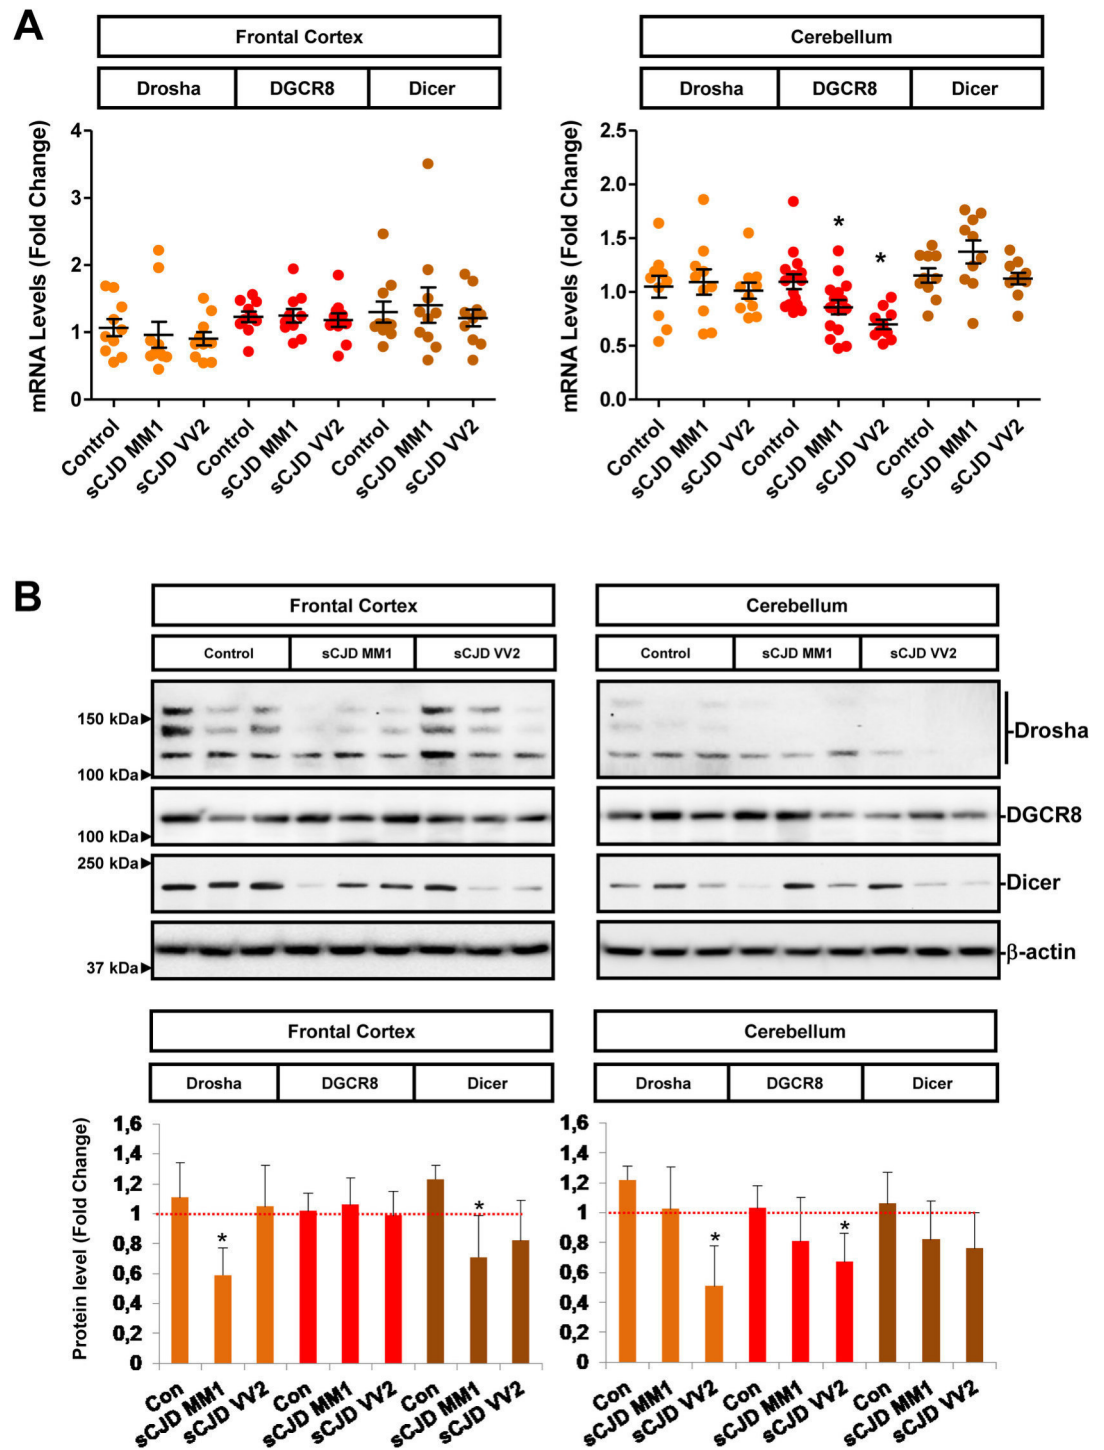 A
Frontal Cortex
Drosha DGCR8 Dicer
mRNA Levels (Fold Change)
4
3
2
1
0
Control sCJD MM1 sCJD VV2 Control sCJD MM1 sCJD VV2 Control sCJD MM1 sCJD VV2
Cerebellum
Drosha DGCR8 Dicer
mRNA Levels (Fold Change)
2.5
2.0
1.5
1.0
0.5
0.0
* *
Control sCJD MM1 sCJD VV2 Control sCJD MM1 sCJD VV2 Control sCJD MM1 sCJD VV2
B
Frontal Cortex
Control sCJD MM1 sCJD VV2
150 kDa
100 kDa
100 kDa
250 kDa
37 kDa
Cerebellum
Control sCJD MM1 sCJD VV2
Drosha
DGCR8
Dicer
β-actin
Frontal Cortex
Drosha DGCR8 Dicer
Protein level (Fold Change)
1,6
1,4
1,2
1
0,8
0,6
0,4
0,2
0
* *
Con sCJD MM1 sCJD VV2 Con sCJD MM1 sCJD VV2 Con sCJD MM1 sCJD VV2
Cerebellum
Drosha DGCR8 Dicer
1,6
1,4
1,2
1
0,8
0,6
0,4
0,2
0
* *
Con sCJD MM1 sCJD VV2 Con sCJD MM1 sCJD VV2 Con sCJD MM1 sCJD VV2